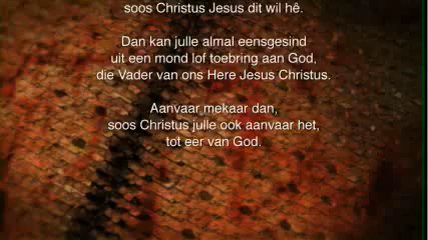 soos Christus Jesus dit wil hê.
Dan kan julle almal eensgesind
uit een mond lof toebring aan God,
die Vader van ons Here Jesus Christus.
Aanvaar mekaar dan,
soos Christus julle ook aanvaar het,
tot eer van God.